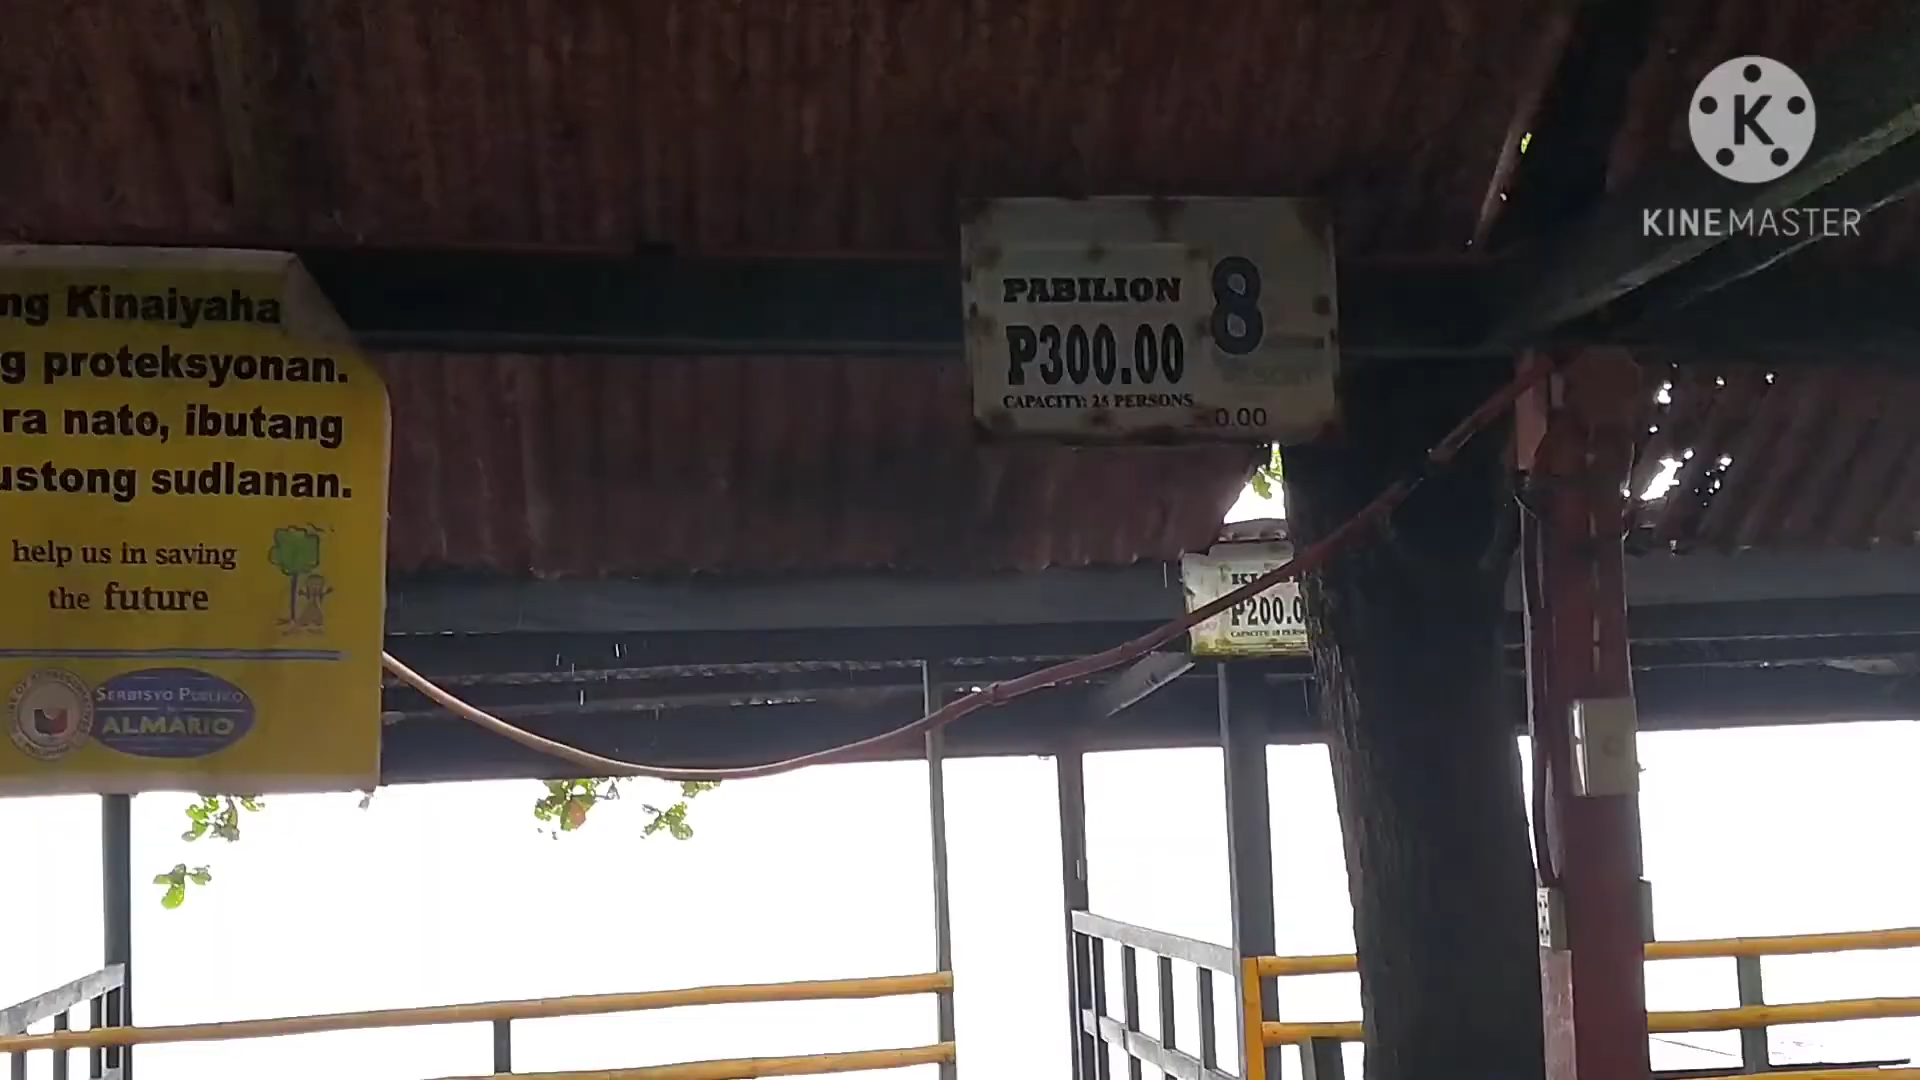 ng Kinaiyaha
g proteksyonan.
ra nato, ibutang
ustong sudlanan.
help us in saving
the future
SERBISYO PUBLIKO
ALMARIO
PABILION 8
P300.00
CAPACITY: 25 PERSONS
0.00
P200.0
KINEMASTER